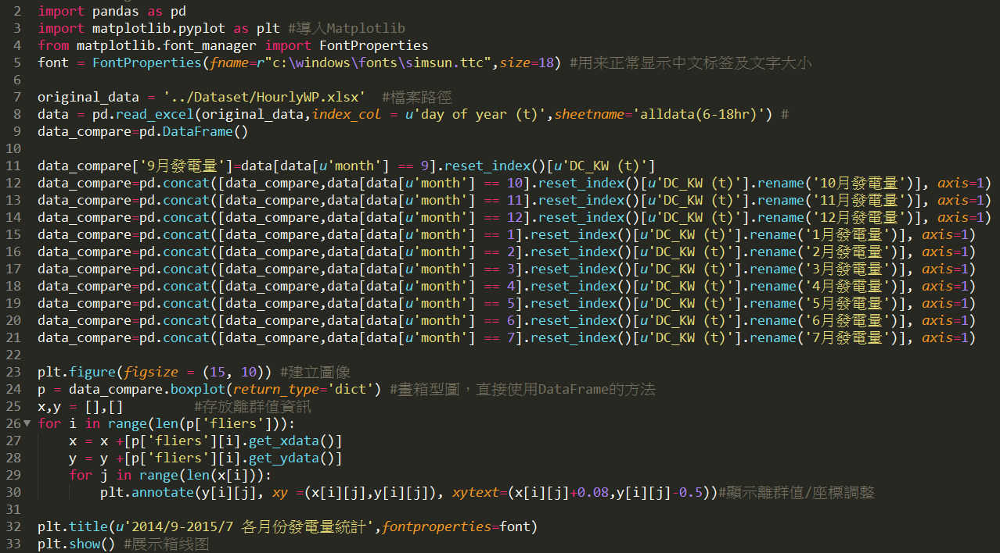 2 import pandas as pd
3 import matplotlib.pyplot as plt #導入Matplotlib
4 from matplotlib.font_manager import FontProperties
5 font = FontProperties(fname=r"c:\windows\fonts\simsun.ttc",size=18) #用来正常显示中文标签及文字大小
6
7 original_data = '../Dataset/HourlyWP.xlsx'  #檔案路徑
8 data = pd.read_excel(original_data,index_col = u'day of year (t)',sheetname='alldata(6-18hr)') #
9 data_compare=pd.DataFrame()
10
11 data_compare['9月發電量']=data[data[u'month'] == 9].reset_index()[u'DC_KW (t)']
12 data_compare=pd.concat([data_compare,data[data[u'month'] == 10].reset_index()[u'DC_KW (t)'].rename('10月發電量')], axis=1)
13 data_compare=pd.concat([data_compare,data[data[u'month'] == 11].reset_index()[u'DC_KW (t)'].rename('11月發電量')], axis=1)
14 data_compare=pd.concat([data_compare,data[data[u'month'] == 12].reset_index()[u'DC_KW (t)'].rename('12月發電量')], axis=1)
15 data_compare=pd.concat([data_compare,data[data[u'month'] == 1].reset_index()[u'DC_KW (t)'].rename('1月發電量')], axis=1)
16 data_compare=pd.concat([data_compare,data[data[u'month'] == 2].reset_index()[u'DC_KW (t)'].rename('2月發電量')], axis=1)
17 data_compare=pd.concat([data_compare,data[data[u'month'] == 3].reset_index()[u'DC_KW (t)'].rename('3月發電量')], axis=1)
18 data_compare=pd.concat([data_compare,data[data[u'month'] == 4].reset_index()[u'DC_KW (t)'].rename('4月發電量')], axis=1)
19 data_compare=pd.concat([data_compare,data[data[u'month'] == 5].reset_index()[u'DC_KW (t)'].rename('5月發電量')], axis=1)
20 data_compare=pd.concat([data_compare,data[data[u'month'] == 6].reset_index()[u'DC_KW (t)'].rename('6月發電量')], axis=1)
21 data_compare=pd.concat([data_compare,data[data[u'month'] == 7].reset_index()[u'DC_KW (t)'].rename('7月發電量')], axis=1)
22
23 plt.figure(figsize = (15, 10)) #建立圖像
24 p = data_compare.boxplot(return_type='dict') #畫箱型圖，直接使用DataFrame的方法
25 x,y = [],[]         #存放離群值資訊
26 for i in range(len(p['fliers'])):
27     x = x +[p['fliers'][i].get_xdata()]
28     y = y +[p['fliers'][i].get_ydata()]
29     for j in range(len(x[i])):
30         plt.annotate(y[i][j], xy =(x[i][j],y[i][j]), xytext=(x[i][j]+0.08,y[i][j]-0.5))#顯示離群值/座標調整
31
32 plt.title(u'2014/9-2015/7 各月份發電量統計',fontproperties=font)
33 plt.show() #展示箱线图